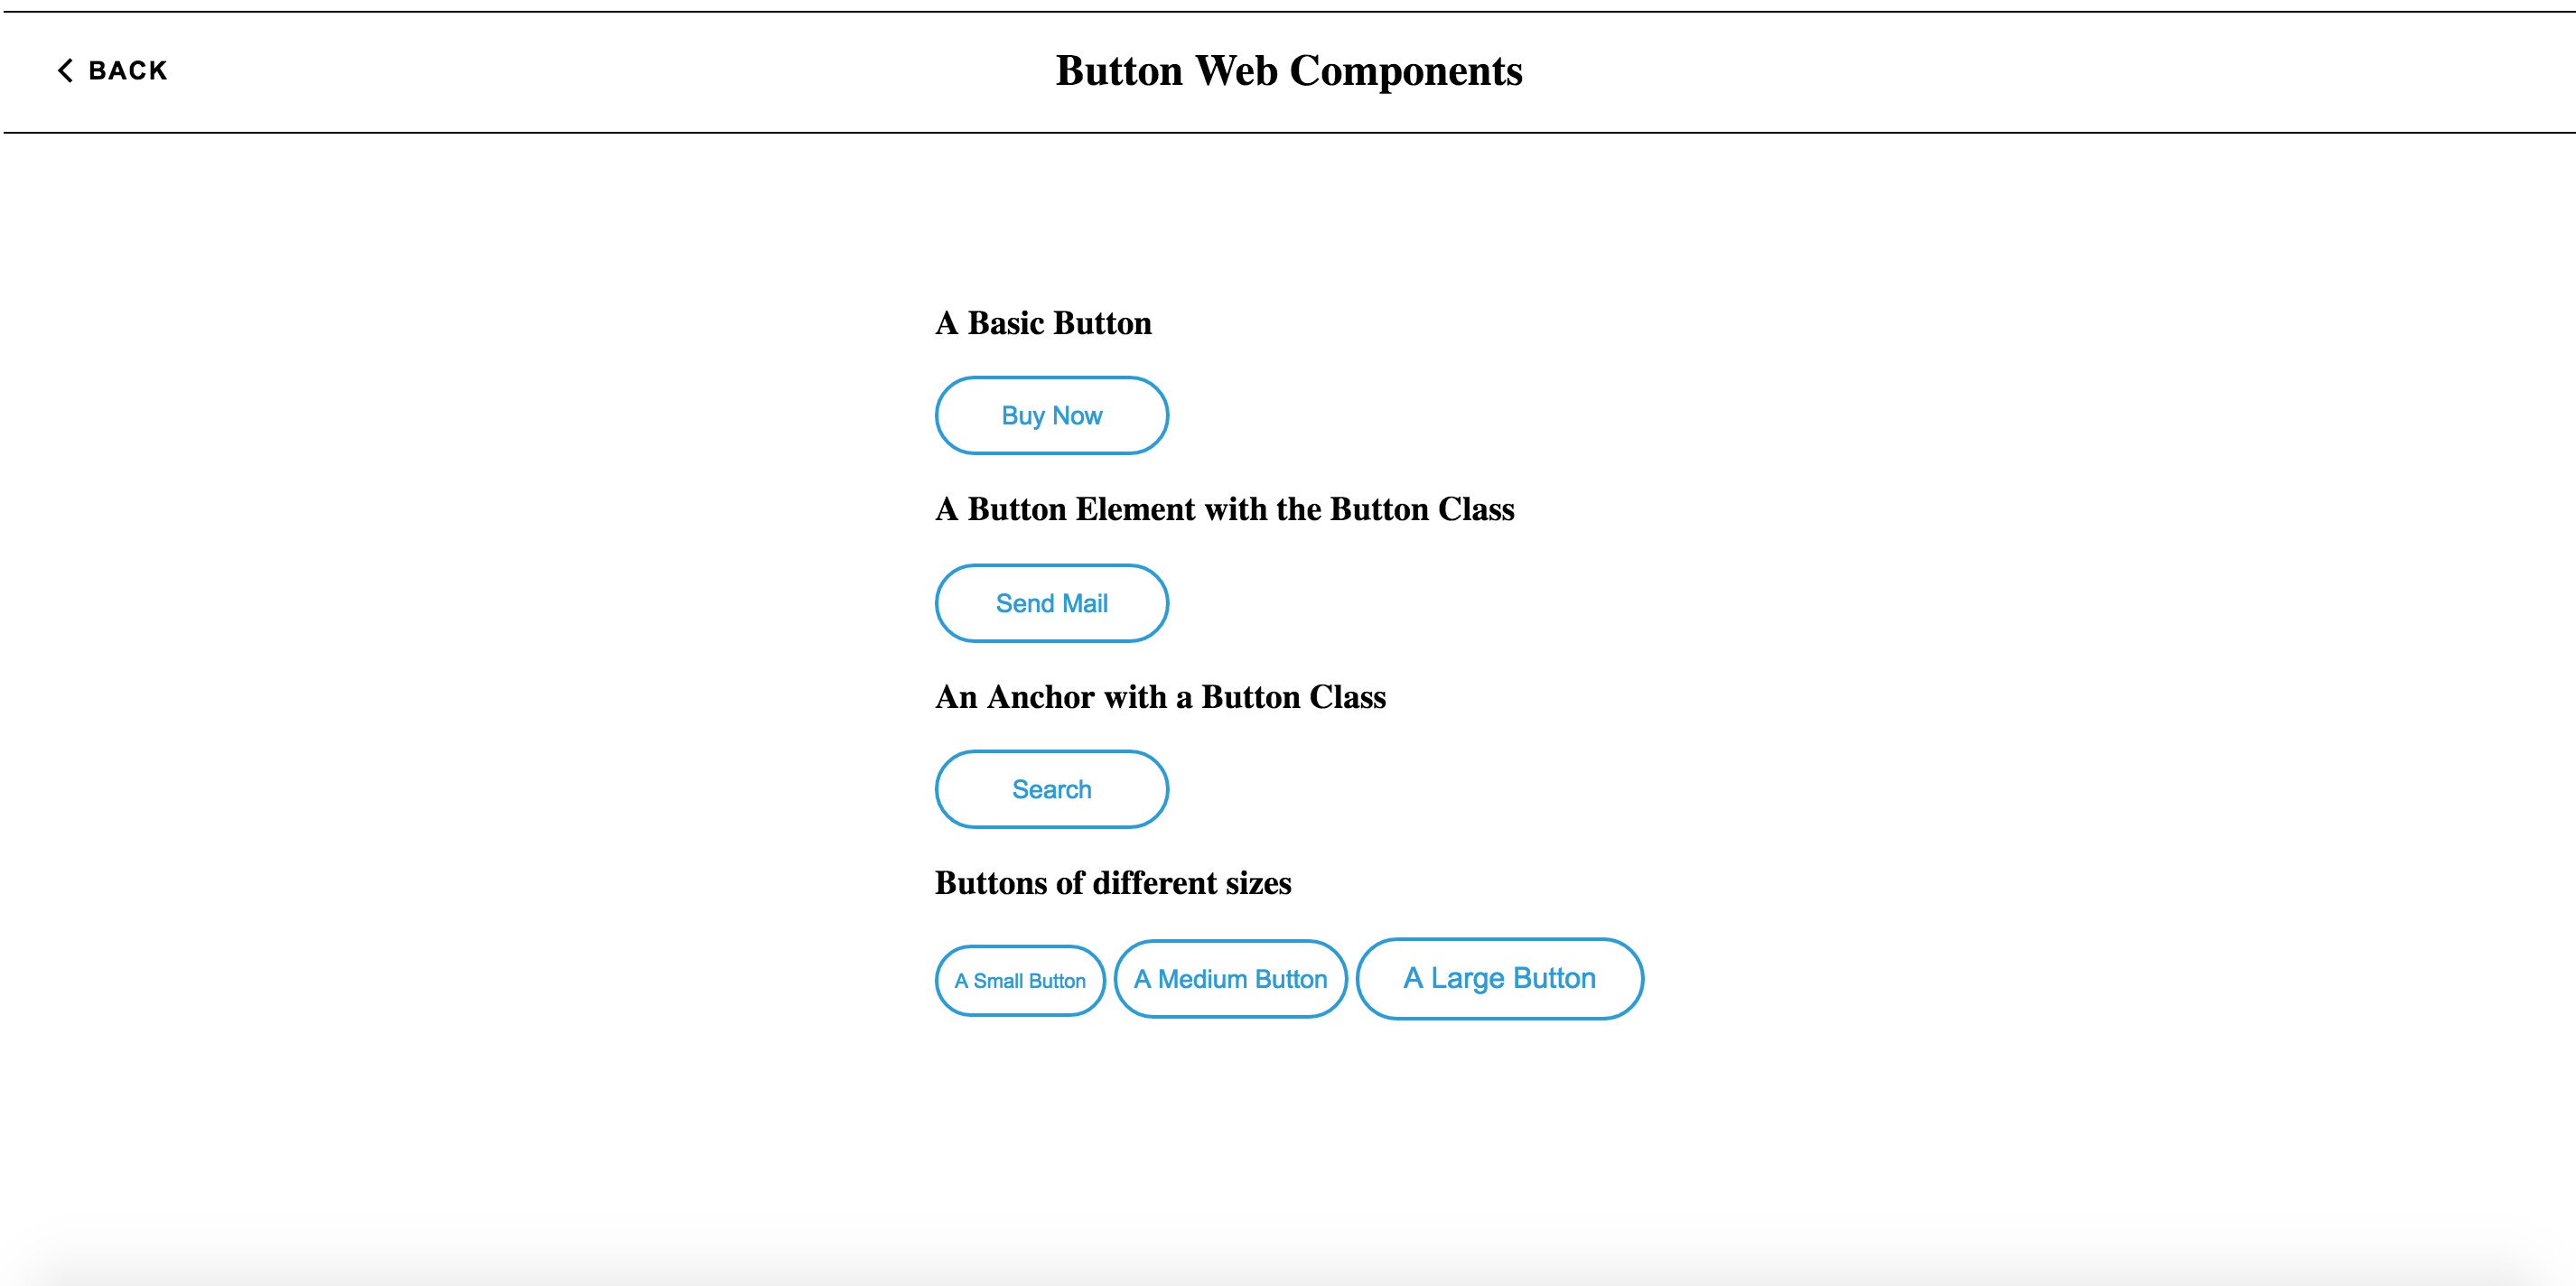 BACK
Button Web Components
A Basic Button
Buy Now
A Button Element with the Button Class
Send Mail
An Anchor with a Button Class
Search
Buttons of different sizes
A Small Button A Medium Button A Large Button